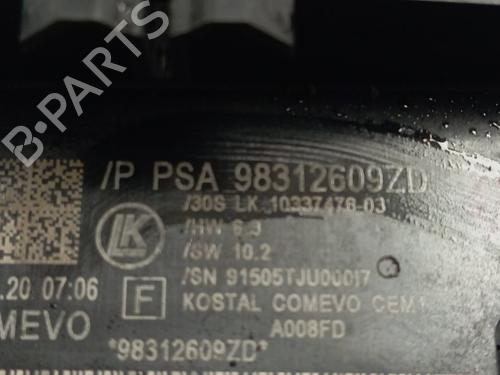 B-PARTS
/P PSA 98312609ZD
/30S LK 10337476-03
LK
/HW 6.3
/SW 10.2
/SN 91505TJU00017
.20 07:06
F
KOSTAL COMEVO CEM1
MEVO
A008FD
*98312609ZD*